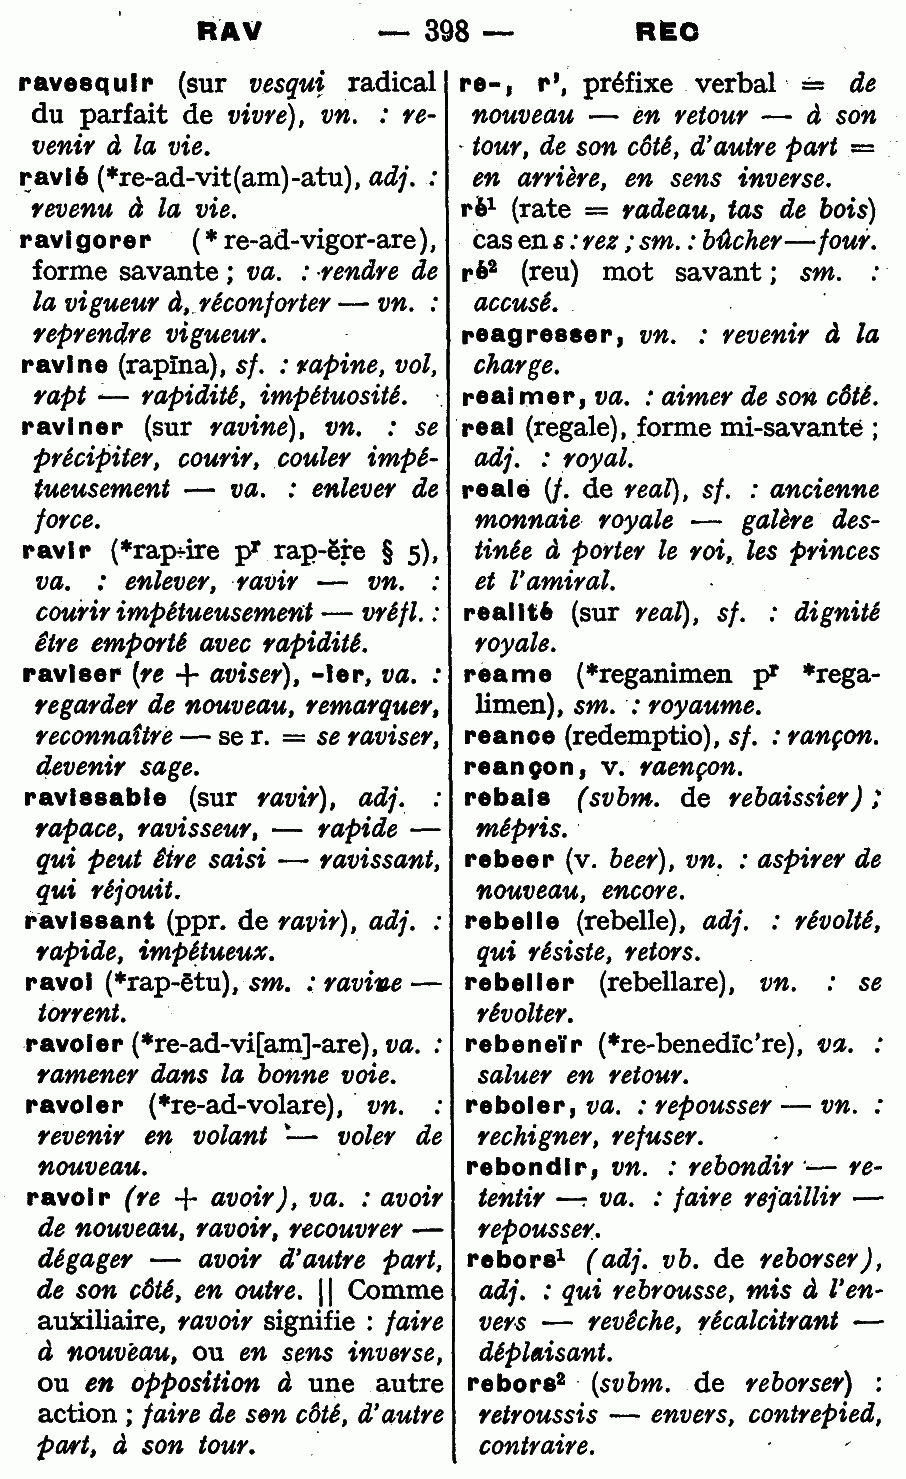 RAV — 398 — REC
ravesquir (sur vesqui radical
du parfait de vivre), vn. : re-
venir à la vie.
ravié (*re-ad-vit(am)-atu), adj. :
revenu à la vie.
ravigorer (*re-ad-vigor-are),
forme savante ; va. : rendre de
la vigueur à, réconforter — vn. :
reprendre vigueur.
ravine (rapīna), sf. : rapine, vol,
rapt — rapidité, impétuosité.
raviner (sur ravine), vn. : se
précipiter, courir, couler impé-
tueusement — va. : enlever de
force.
ravir (*rap-ire pr rap-ĕre § 5),
va. : enlever, ravir — vn. :
courir impétueusement — vréfl. :
être emporté avec rapidité.
raviser (re + aviser), -ier, va. :
regarder de nouveau, remarquer,
reconnaître — se r. = se raviser,
devenir sage.
ravissable (sur ravir), adj. :
rapace, ravisseur, — rapide —
qui peut être saisi — ravissant,
qui réjouit.
ravissant (ppr. de ravir), adj. :
rapide, impétueux.
ravoi (*rap-ētu), sm. : ravine —
torrent.
ravoier (*re-ad-vi[am]-are), va. :
ramener dans la bonne voie.
ravoler (*re-ad-volare), vn. :
revenir en volant — voler de
nouveau.
ravoir (re + avoir), va. : avoir
de nouveau, ravoir, recouvrer —
dégager — avoir d'autre part,
de son côté, en outre. || Comme
auxiliaire, ravoir signifie : faire
à nouveau, ou en sens inverse,
ou en opposition à une autre
action ; faire de son côté, d'autre
part, à son tour.
re-, r', préfixe verbal = de
nouveau — en retour — à son
tour, de son côté, d'autre part =
en arrière, en sens inverse.
ré¹ (rate = radeau, tas de bois)
cas en s : rez ; sm. : bûcher — four.
ré² (reu) mot savant ; sm. :
accusé.
reagresser, vn. : revenir à la
charge.
reaimer, va. : aimer de son côté.
real (regale), forme mi-savante ;
adj. : royal.
reale (f. de real), sf. : ancienne
monnaie royale — galère des-
tinée à porter le roi, les princes
et l'amiral.
realité (sur real), sf. : dignité
royale.
reame (*reganimen pr *rega-
limen), sm. : royaume.
reance (redemptio), sf. : rançon.
reançon, v. raençon.
rebais (svbm. de rebaissier) ;
mépris.
rebeer (v. beer), vn. : aspirer de
nouveau, encore.
rebelle (rebelle), adj. : révolté,
qui résiste, retors.
rebeller (rebellare), vn. : se
révolter.
rebeneïr (*re-benedīc're), va. :
saluer en retour.
reboler, va. : repousser — vn. :
rechigner, refuser.
rebondir, vn. : rebondir — re-
tentir — va. : faire rejaillir —
repousser.
rebors¹ (adj. vb. de reborser),
adj. : qui rebrousse, mis à l'en-
vers — revêche, récalcitrant —
déplaisant.
rebors² (svbm. de reborser) :
retroussis — envers, contrepied,
contraire.